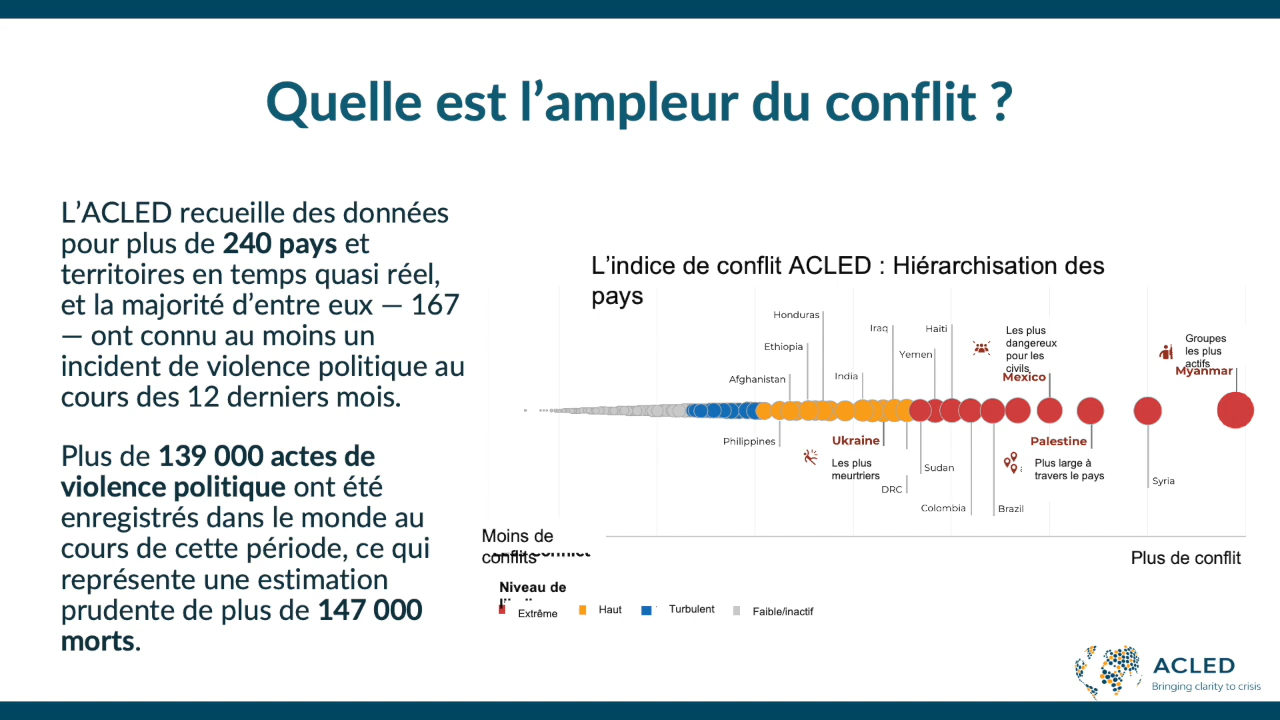 Quelle est l’ampleur du conflit ?
L’ACLED recueille des données
pour plus de 240 pays et
territoires en temps quasi réel,
et la majorité d’entre eux — 167
— ont connu au moins un
incident de violence politique au
cours des 12 derniers mois.
Plus de 139 000 actes de
violence politique ont été
enregistrés dans le monde au
cours de cette période, ce qui
représente une estimation
prudente de plus de 147 000
morts.
L’indice de conflit ACLED : Hiérarchisation des
pays
Honduras
Ethiopia
Afghanistan
Iraq
India
Haiti
Yemen
Les plus
dangereux
pour les
civils
Mexico
Groupes
les plus
actifs
Myanmar
Philippines
Ukraine
Les plus
meurtriers
DRC
Sudan
Colombia
Brazil
Palestine
Plus large à
travers le pays
Syria
Moins de
conflits
Plus de conflit
Niveau de
Extrême
Haut
Turbulent
Faible/inactif
ACLED
Bringing clarity to crisis